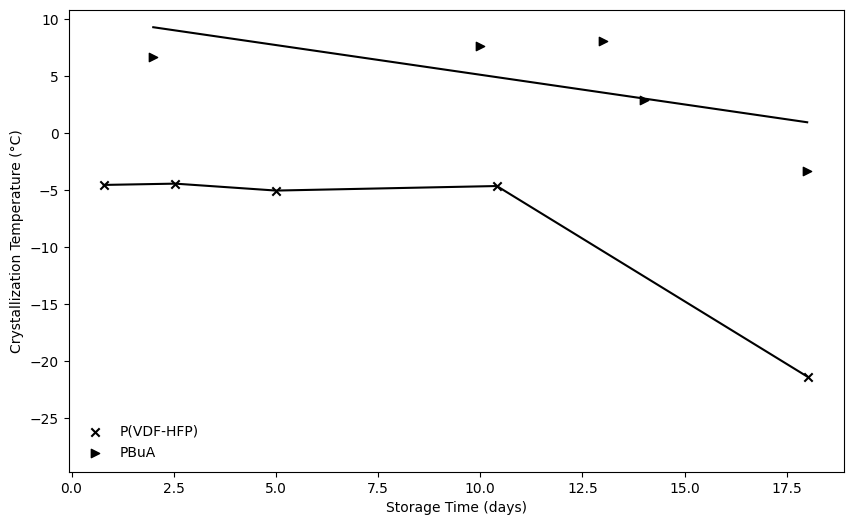 10
5
0
−5
−10
−15
−20
−25
Crystallization Temperature (°C)
P(VDF-HFP)
PBuA
0.0 2.5 5.0 7.5 10.0 12.5 15.0 17.5
Storage Time (days)